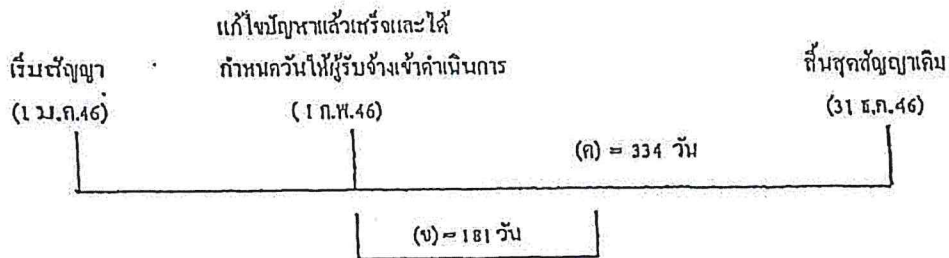 แก้ไขปัญหาแล้วเสร็จและได้
เริ่มสัญญา กำหนดวันให้ผู้รับจ้างเข้าดำเนินการ สิ้นสุดสัญญาเดิม
(1 ม.ค.46) (1 ก.พ.46) (31 ธ.ค.46)
(ค) = 334 วัน
(ข) = 181 วัน